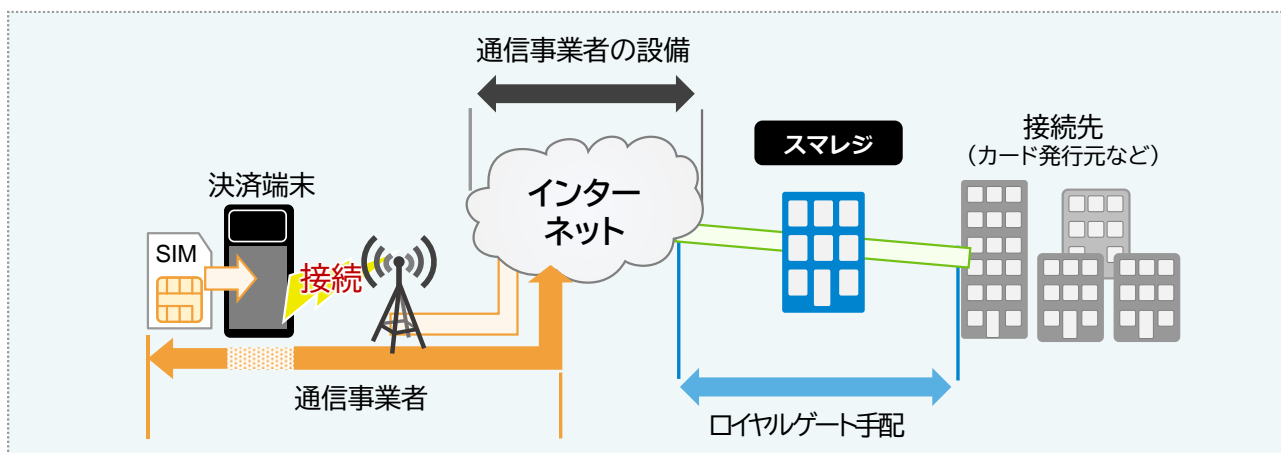 通信事業者の設備
スマレジ
接続先
（カード発行元など）
決済端末
インター
ネット
SIM
接続
通信事業者
ロイヤルゲート手配